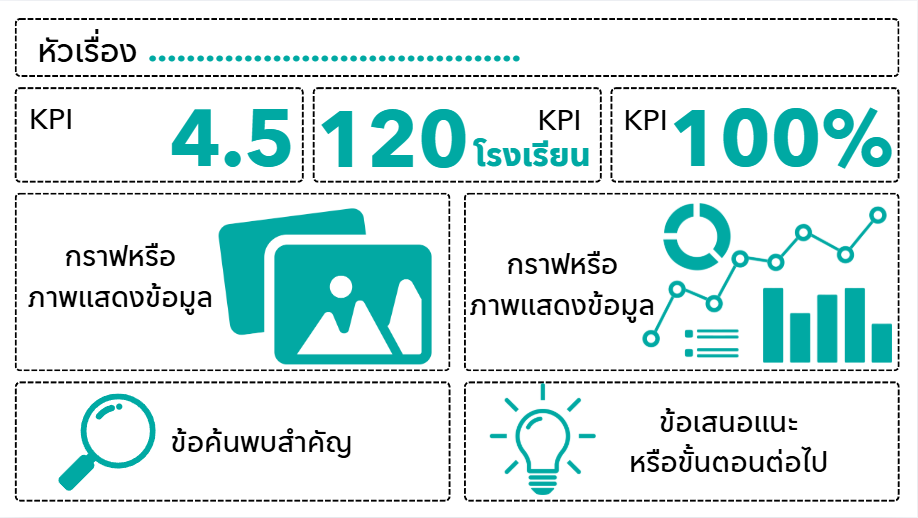 หัวเรื่อง ......................................
KPI 4.5
120 KPI
โรงเรียน
KPI 100%
กราฟหรือ
ภาพแสดงข้อมูล
กราฟหรือ
ภาพแสดงข้อมูล
ข้อค้นพบสำคัญ
ข้อเสนอแนะ
หรือขั้นตอนต่อไป